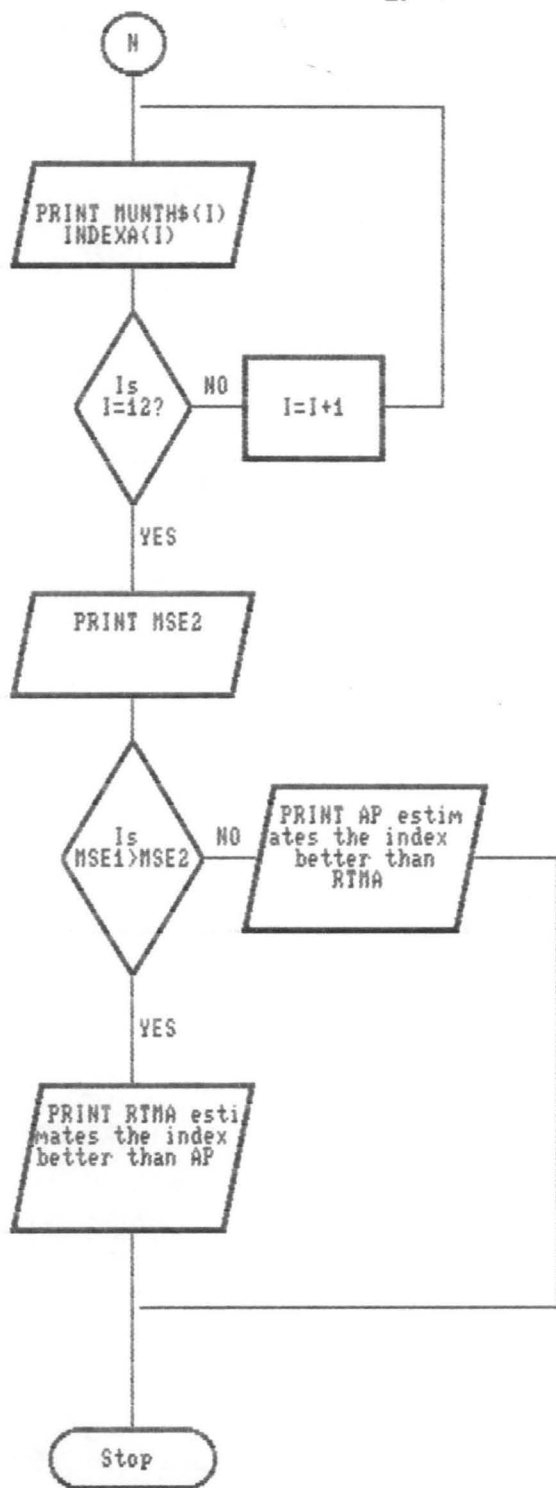 N
PRINT MUNTH$(I)
INDEXA(I)
Is
I=12?
NO
I=I+1
YES
PRINT MSE2
Is
MSE1>MSE2
NO
PRINT AP estim
ates the index
better than
RTMA
YES
PRINT RTMA esti
mates the index
better than AP
Stop